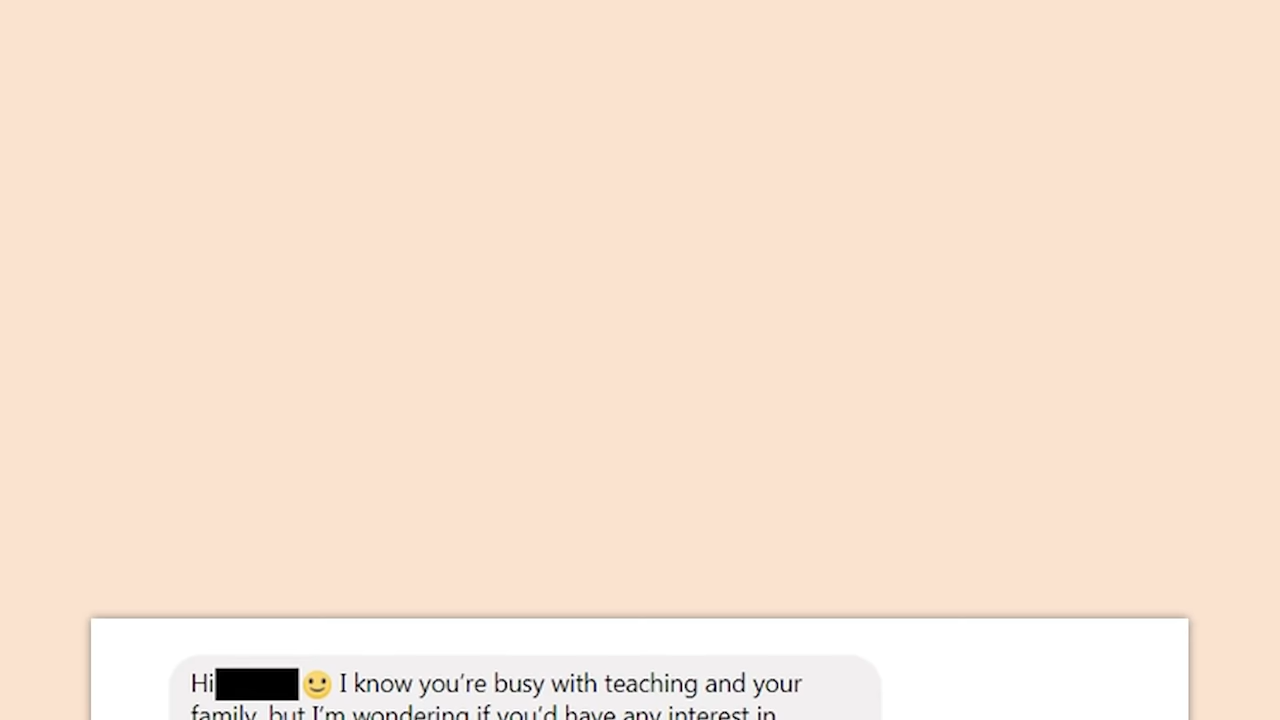 Hi 🙂 I know you're busy with teaching and your
family, but I'm wondering if you'd have any interest in